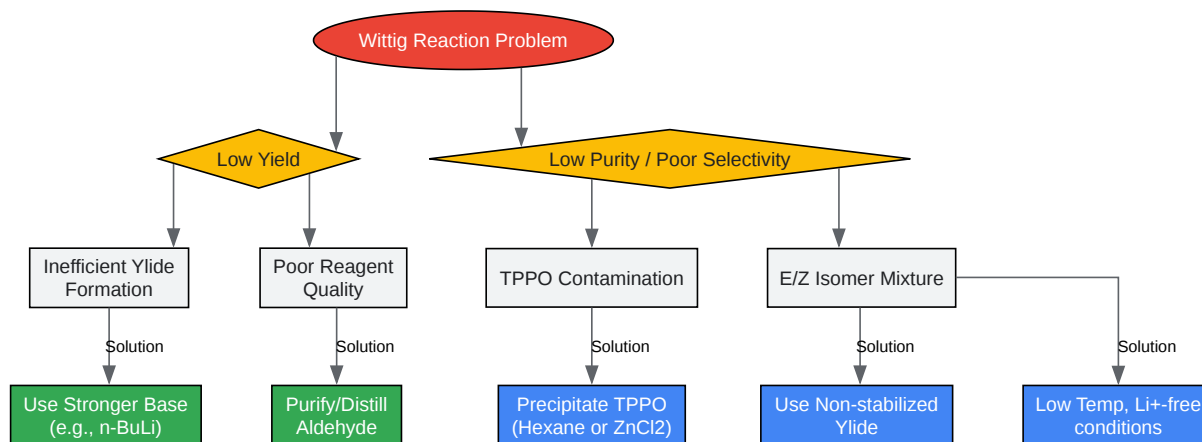 Wittig Reaction Problem
Low Yield
Low Purity / Poor Selectivity
Inefficient Ylide
Formation
Poor Reagent
Quality
TPPO Contamination
E/Z Isomer Mixture
Solution
Solution
Solution
Solution
Solution
Use Stronger Base
(e.g., n-BuLi)
Purify/Distill
Aldehyde
Precipitate TPPO
(Hexane or ZnCl2)
Use Non-stabilized
Ylide
Low Temp, Li+-free
conditions